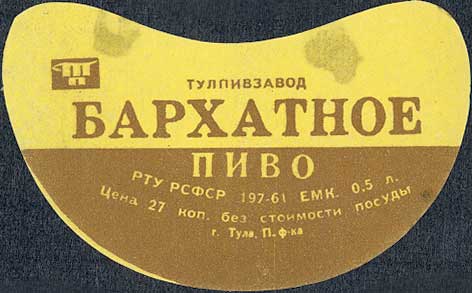 ТУЛПИВЗАВОД
БАРХАТНОЕ
ПИВО
РТУ РСФСР 197-61 ЕМК. 0,5 л.
Цена 27 коп. без стоимости посуды
г. Тула, П. ф-ка